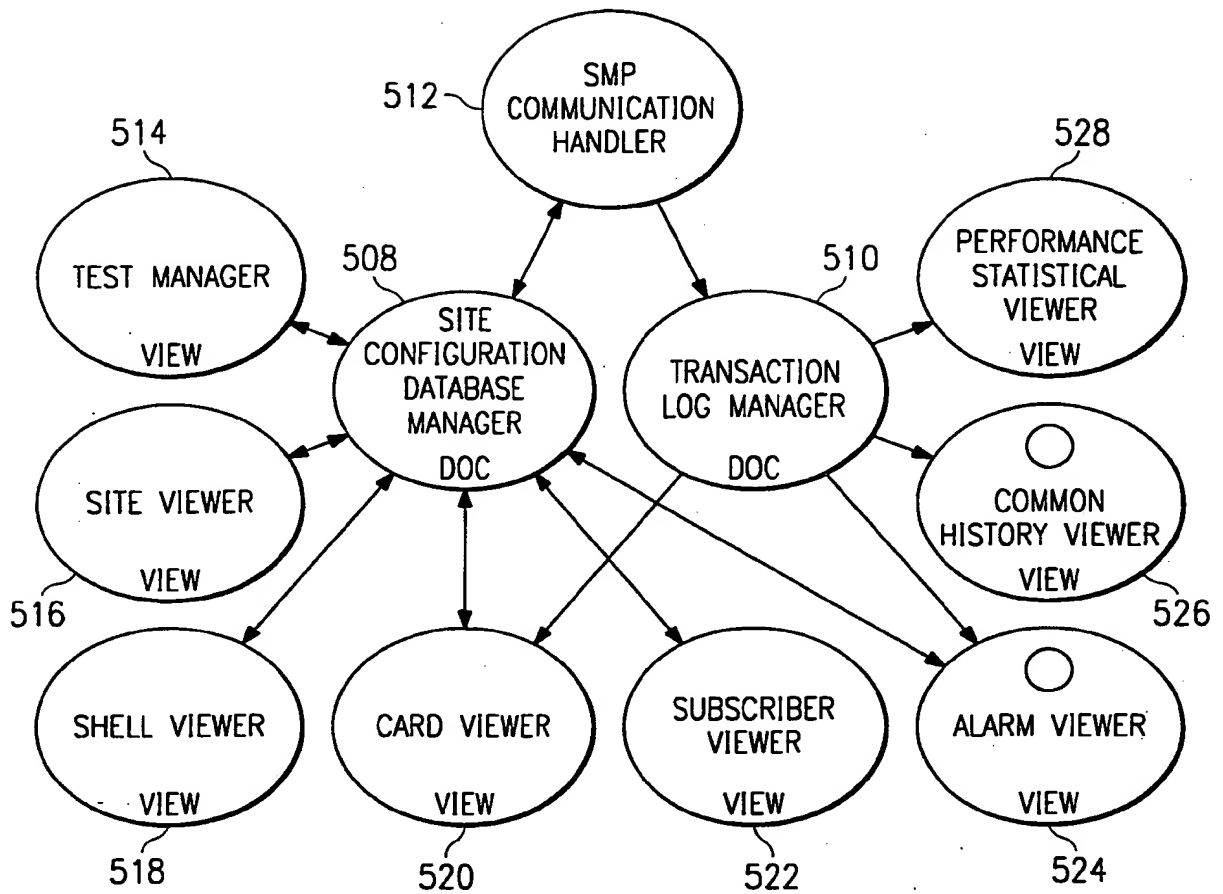 512
SMP
COMMUNICATION
HANDLER
514
TEST MANAGER
VIEW
508
SITE
CONFIGURATION
DATABASE
MANAGER
DOC
510
TRANSACTION
LOG MANAGER
DOC
528
PERFORMANCE
STATISTICAL
VIEWER
VIEW
516
SITE VIEWER
VIEW
COMMON
HISTORY VIEWER
VIEW
526
SHELL VIEWER
VIEW
518
CARD VIEWER
VIEW
520
SUBSCRIBER
VIEWER
VIEW
522
ALARM VIEWER
VIEW
524